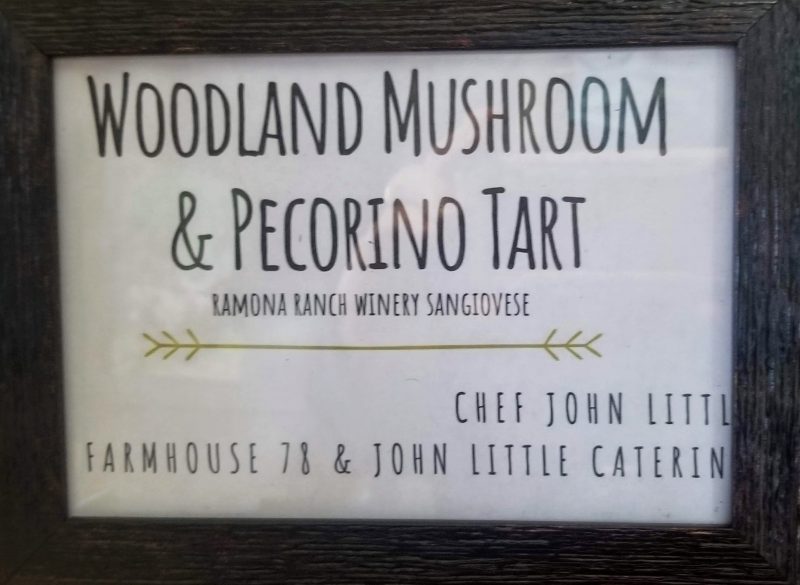 WOODLAND MUSHROOM
& PECORINO TART
RAMONA RANCH WINERY SANGIOVESE
CHEF JOHN LITTL
FARMHOUSE 78 & JOHN LITTLE CATERIN